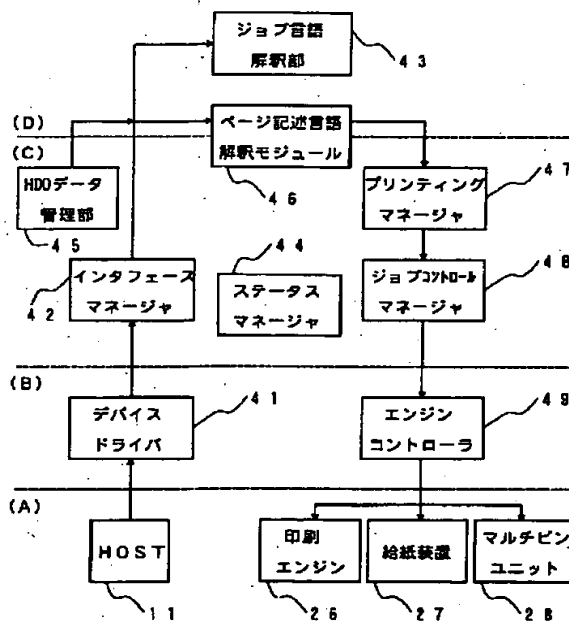 ジョブ言語
解釈部
43
(D)
ページ記述言語
解釈モジュール
46
(C)
HDDデータ
管理部
45
プリンティング
マネージャ
47
インタフェース
マネージャ
42
ステータス
マネージャ
44
ジョブコントロール
マネージャ
48
(B)
デバイス
ドライバ
41
エンジン
コントローラ
49
(A)
HOST
11
印刷
エンジン
26
給紙装置
27
マルチビン
ユニット
28